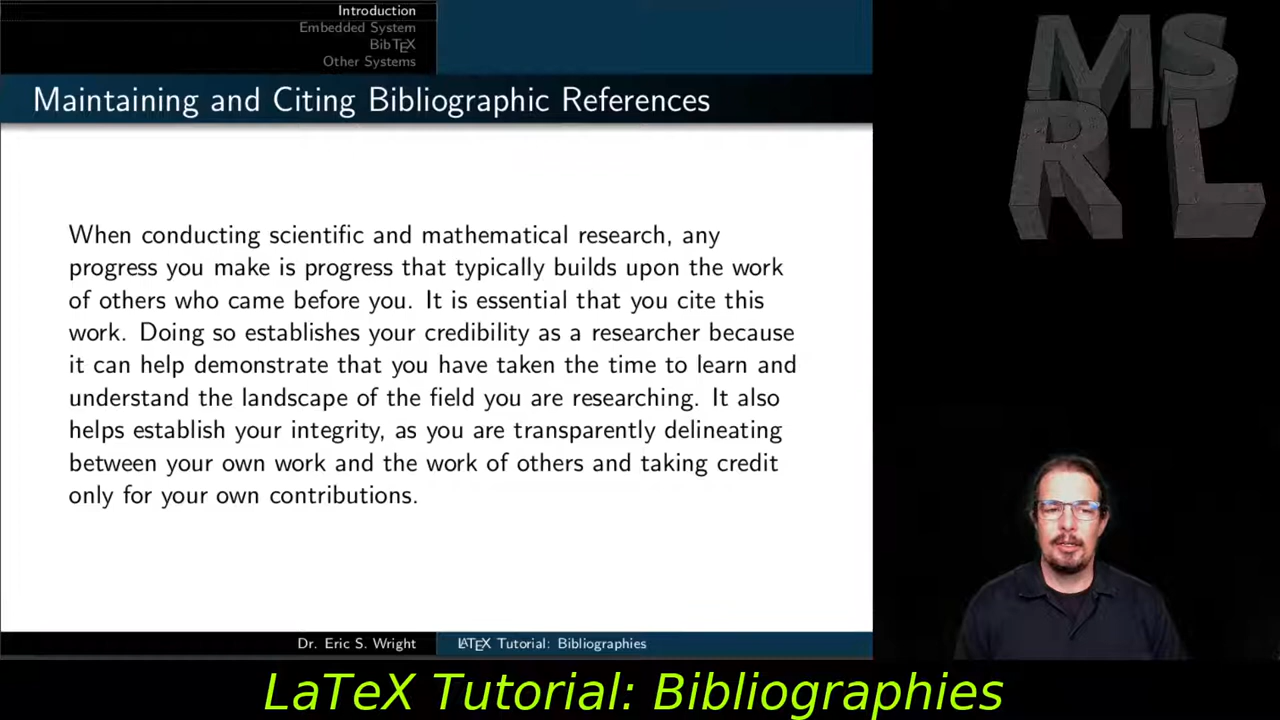 Introduction
Embedded System
BibTEX
Other Systems
Maintaining and Citing Bibliographic References
When conducting scientific and mathematical research, any
progress you make is progress that typically builds upon the work
of others who came before you. It is essential that you cite this
work. Doing so establishes your credibility as a researcher because
it can help demonstrate that you have taken the time to learn and
understand the landscape of the field you are researching. It also
helps establish your integrity, as you are transparently delineating
between your own work and the work of others and taking credit
only for your own contributions.
Dr. Eric S. Wright
LATEX Tutorial: Bibliographies
MS
RL
LaTeX Tutorial: Bibliographies